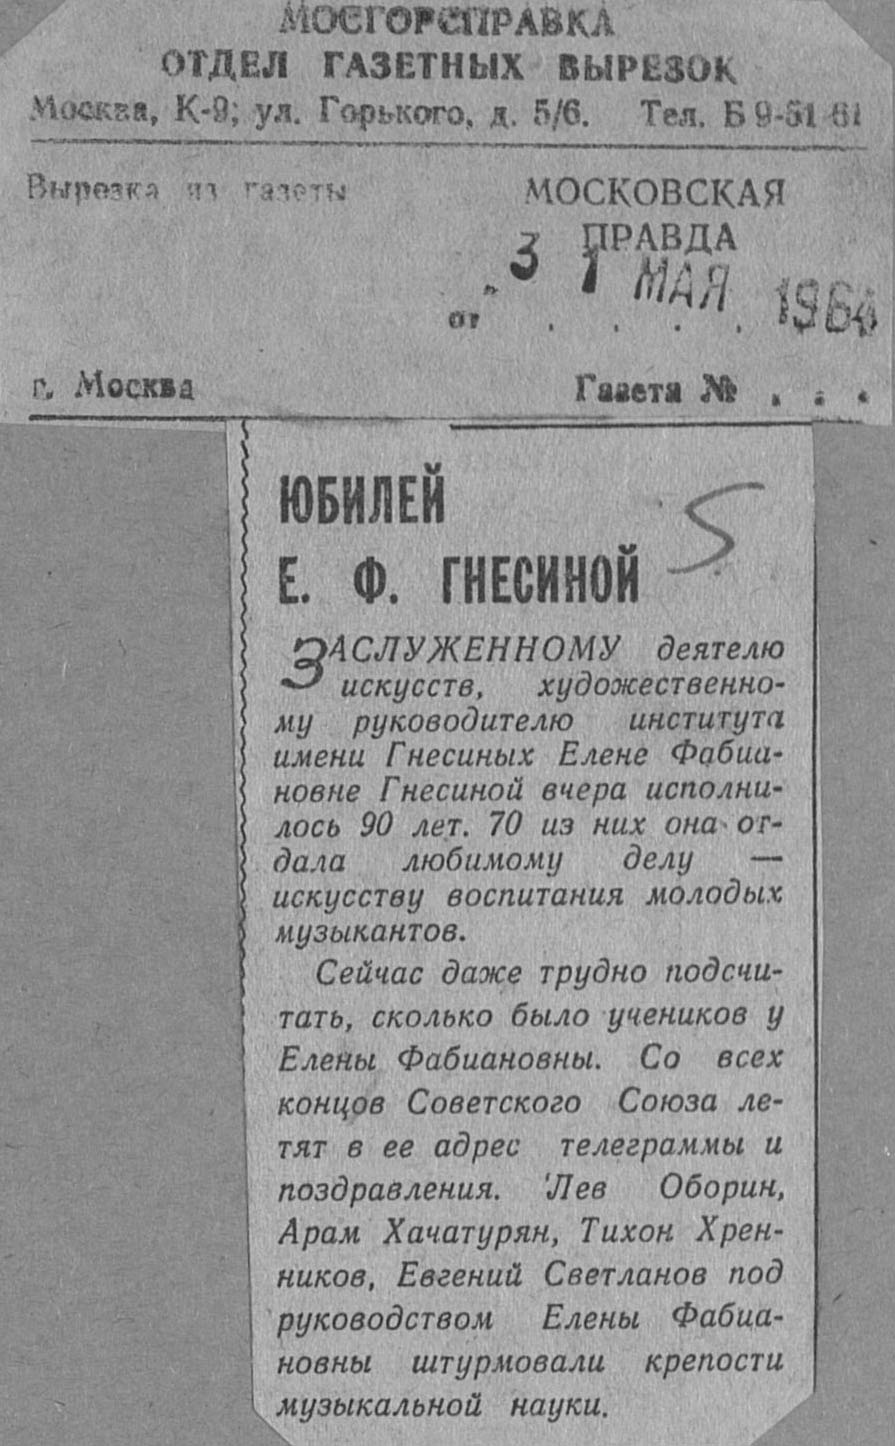 МОСГОРСПРАВКА
ОТДЕЛ ГАЗЕТНЫХ ВЫРЕЗОК
Москва, К-9; ул. Горького, д. 5/6. Тел. Б 9-51-61
Вырезка из газеты
МОСКОВСКАЯ
ПРАВДА
„ 31 МАЯ 1964
от . . . .
г. Москва
Газета № . . .
ЮБИЛЕЙ
Е. Ф. ГНЕСИНОЙ
5
ЗАСЛУЖЕННОМУ деятелю
искусств, художественно-
му руководителю института
имени Гнесиных Елене Фабиа-
новне Гнесиной вчера исполни-
лось 90 лет. 70 из них она от-
дала любимому делу —
искусству воспитания молодых
музыкантов.
Сейчас даже трудно подсчи-
тать, сколько было учеников у
Елены Фабиановны. Со всех
концов Советского Союза ле-
тят в ее адрес телеграммы и
поздравления. Лев Оборин,
Арам Хачатурян, Тихон Хрен-
ников, Евгений Светланов под
руководством Елены Фабиа-
новны штурмовали крепости
музыкальной науки.